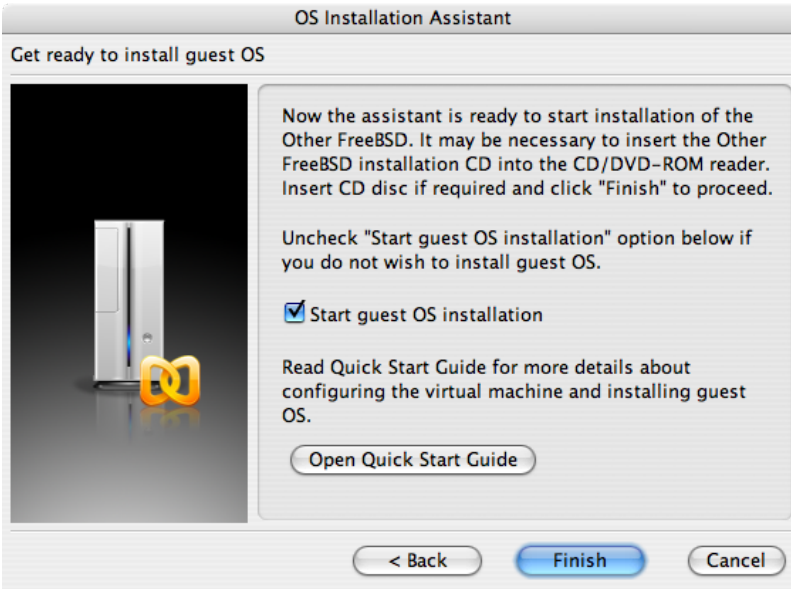 OS Installation Assistant
Get ready to install guest OS
Now the assistant is ready to start installation of the
Other FreeBSD. It may be necessary to insert the Other
FreeBSD installation CD into the CD/DVD-ROM reader.
Insert CD disc if required and click "Finish" to proceed.
Uncheck "Start guest OS installation" option below if
you do not wish to install guest OS.
Start guest OS installation
Read Quick Start Guide for more details about
configuring the virtual machine and installing guest
OS.
Open Quick Start Guide
< Back Finish Cancel